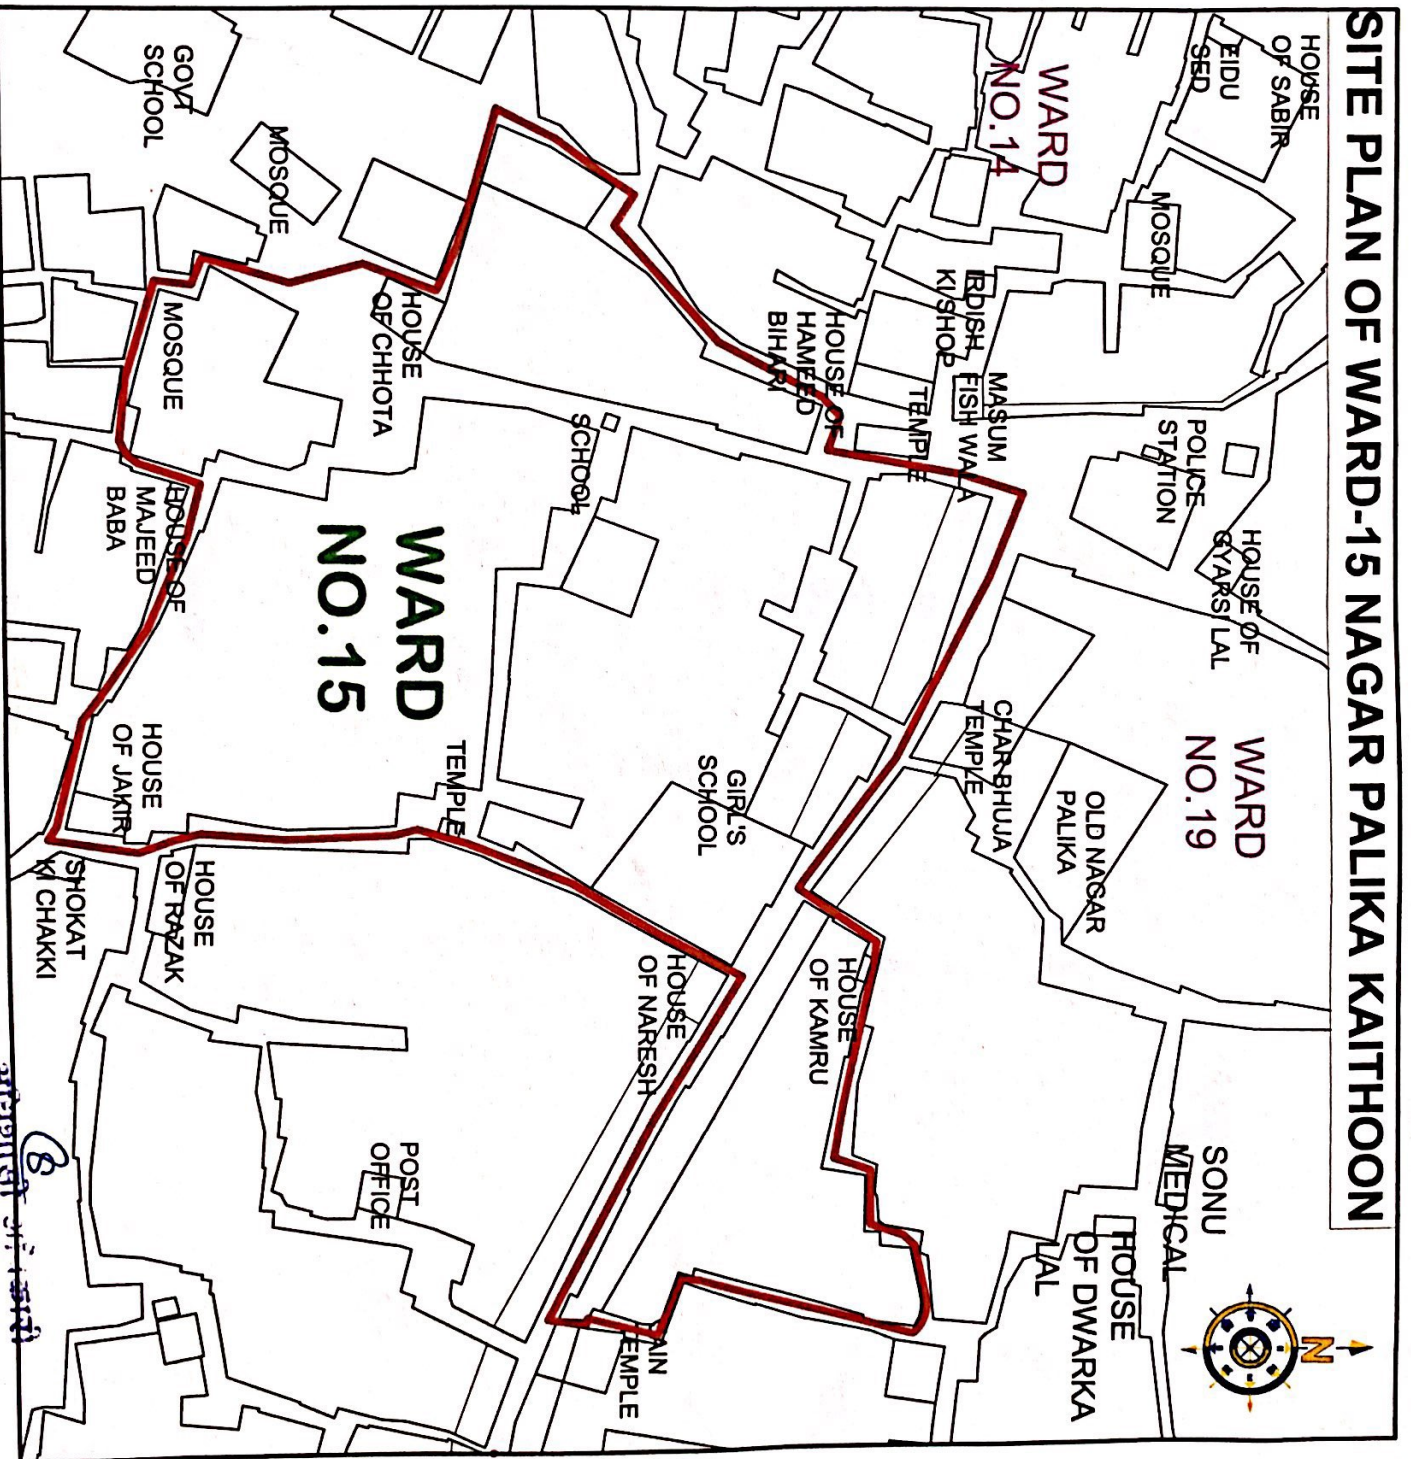 SITE PLAN OF WARD-15 NAGAR PALIKA KAITHOON
HOUSE
OF SABIR
EIDU
SED
MOSQUE
WARD
NO.14
IRDISH
KI SHOP
MASUM
FISH WALA
TEMPLE
HOUSE OF
HAMEED
BIHARI
POLICE
STATION
HOUSE OF
GYARSI LAL
WARD
NO.19
CHAR BHUJA
TEMPLE
OLD NAGAR
PALIKA
SONU
MEDICAL
HOUSE
OF DWARKA
LAL
N
GOVT
SCHOOL
MOSQUE
HOUSE
OF CHHOTA
MOSQUE
SCHOOL
WARD
NO.15
HOUSE OF
MAJEED
BABA
GIRL'S
SCHOOL
TEMPLE
HOUSE
OF JAKIR
HOUSE
OF KAMRU
HOUSE
OF NARESH
HOUSE
OF RAZAK
SHOKAT
KI CHAKKI
POST
OFFICE
JAIN
TEMPLE